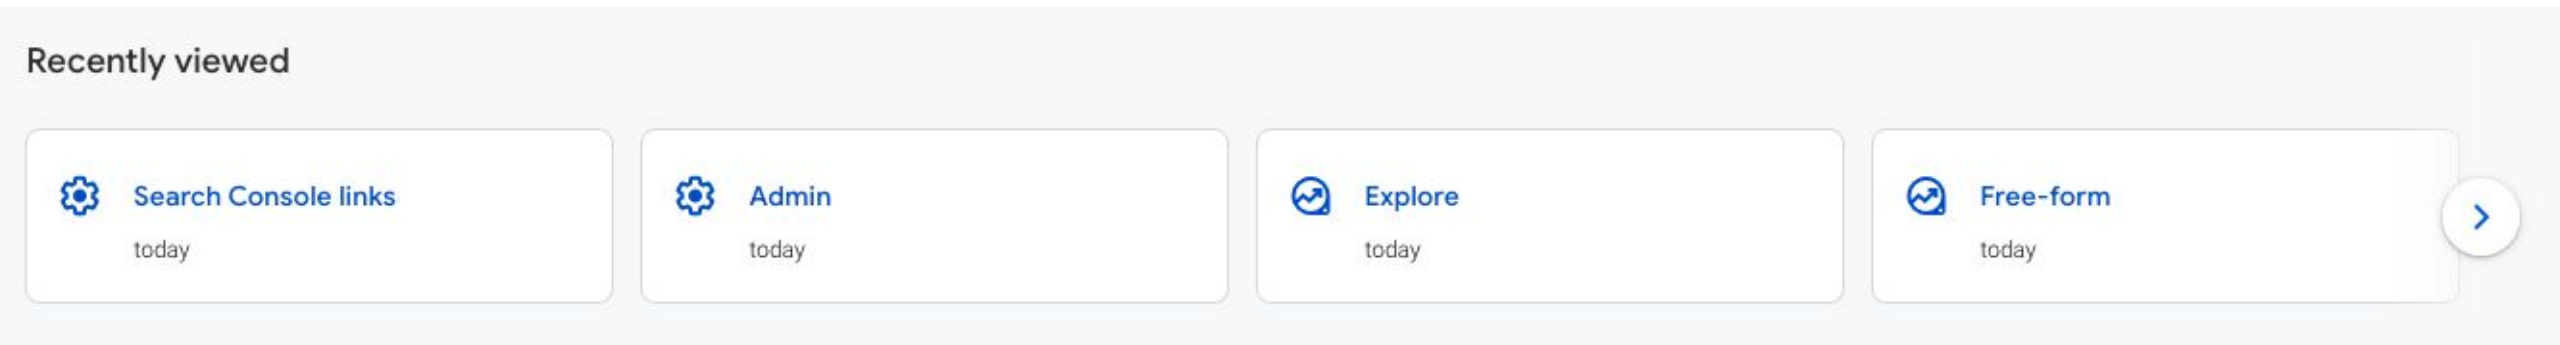 Recently viewed
Search Console links
today
Admin
today
Explore
today
Free-form
today